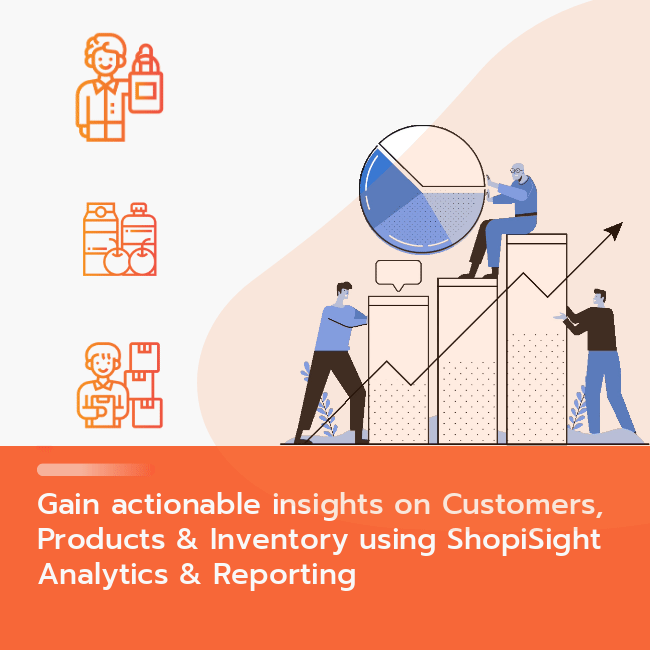 Gain actionable insights on Customers,
Products & Inventory using ShopiSight
Analytics & Reporting